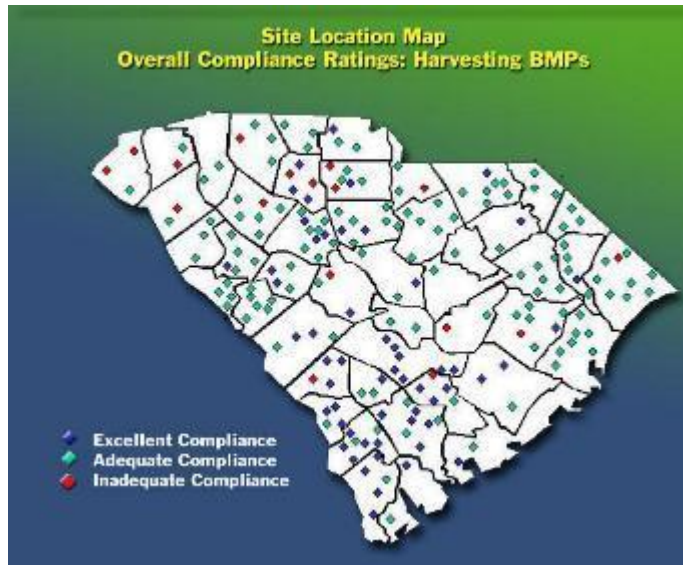 Site Location Map
Overall Compliance Ratings: Harvesting BMPs
Excellent Compliance
Adequate Compliance
Inadequate Compliance